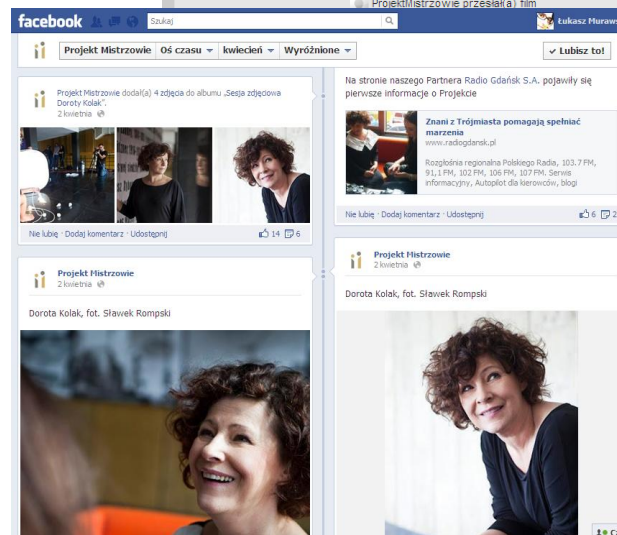 ProjektMistrzowie przesłał(a) film
facebook
Szukaj
Łukasz Muraws
Projekt Mistrzowie Oś czasu kwiecień Wyróżnione
Lubisz to!
Projekt Mistrzowie dodał(a) 4 zdjęcia do albumu „Sesja zdjęciowa
Doroty Kolak”.
2 kwietnia
Nie lubię · Dodaj komentarz · Udostępnij 14 6
Projekt Mistrzowie
2 kwietnia
Dorota Kolak, fot. Sławek Rompski
Na stronie naszego Partnera Radio Gdańsk S.A. pojawiły się
pierwsze informacje o Projekcie
Znani z Trójmiasta pomagają spełniać
marzenia
www.radiogdansk.pl
Rozgłośnia regionalna Polskiego Radia, 103.7 FM,
91,1 FM, 102 FM, 106 FM, 107 FM. Serwis
informacyjny, Autopilot dla kierowców, blogi
Nie lubię · Dodaj komentarz · Udostępnij 6 2
Projekt Mistrzowie
2 kwietnia
Dorota Kolak, fot. Sławek Rompski